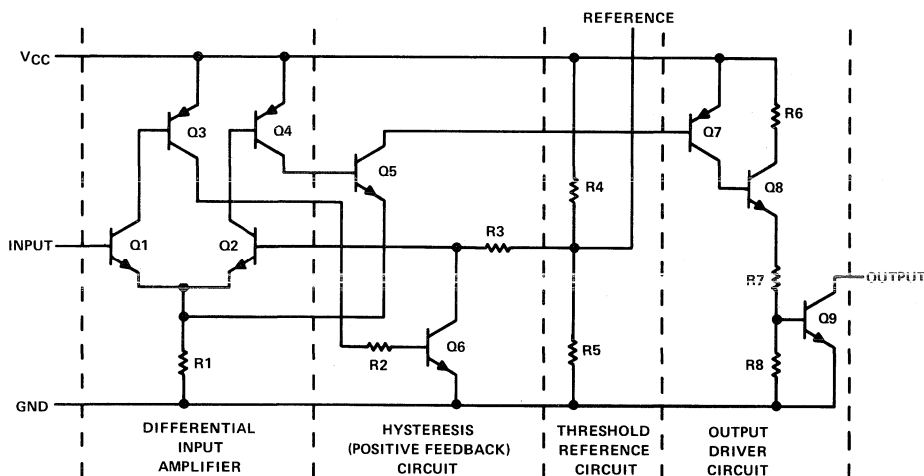 REFERENCE
VCC
Q3
Q4
Q5
Q7
R6
Q8
R4
INPUT
Q1
Q2
R3
R7
OUTPUT
Q9
Q6
R1
R2
R5
R8
GND
DIFFERENTIAL
INPUT
AMPLIFIER
HYSTERESIS
(POSITIVE FEEDBACK)
CIRCUIT
THRESHOLD
REFERENCE
CIRCUIT
OUTPUT
DRIVER
CIRCUIT